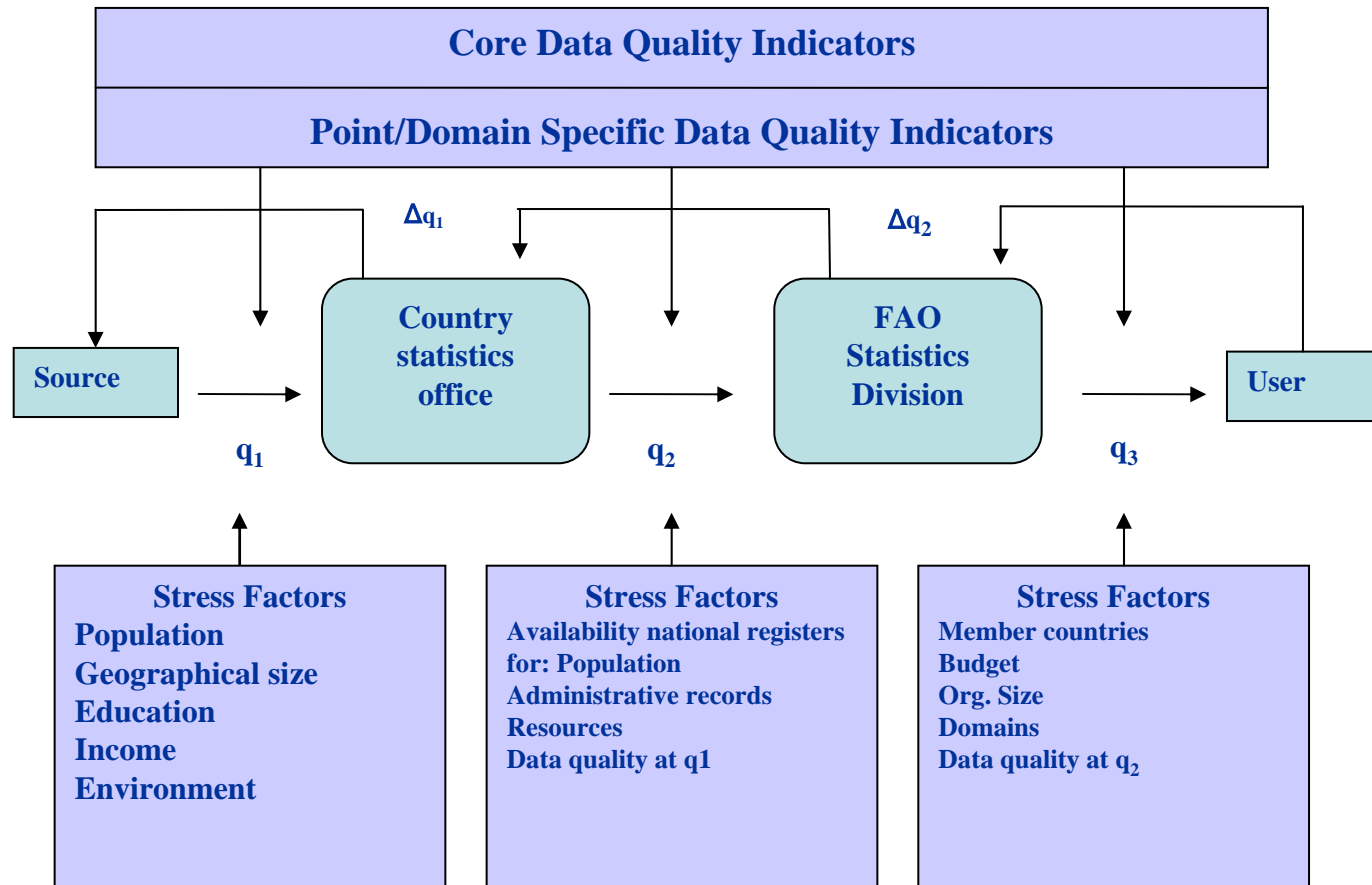 Core Data Quality Indicators
Point/Domain Specific Data Quality Indicators
Δq₁
Δq₂
Source
Country
statistics
office
FAO
Statistics
Division
User
q₁
q₂
q₃
Stress Factors
Population
Geographical size
Education
Income
Environment
Stress Factors
Availability national registers
for: Population
Administrative records
Resources
Data quality at q1
Stress Factors
Member countries
Budget
Org. Size
Domains
Data quality at q₂